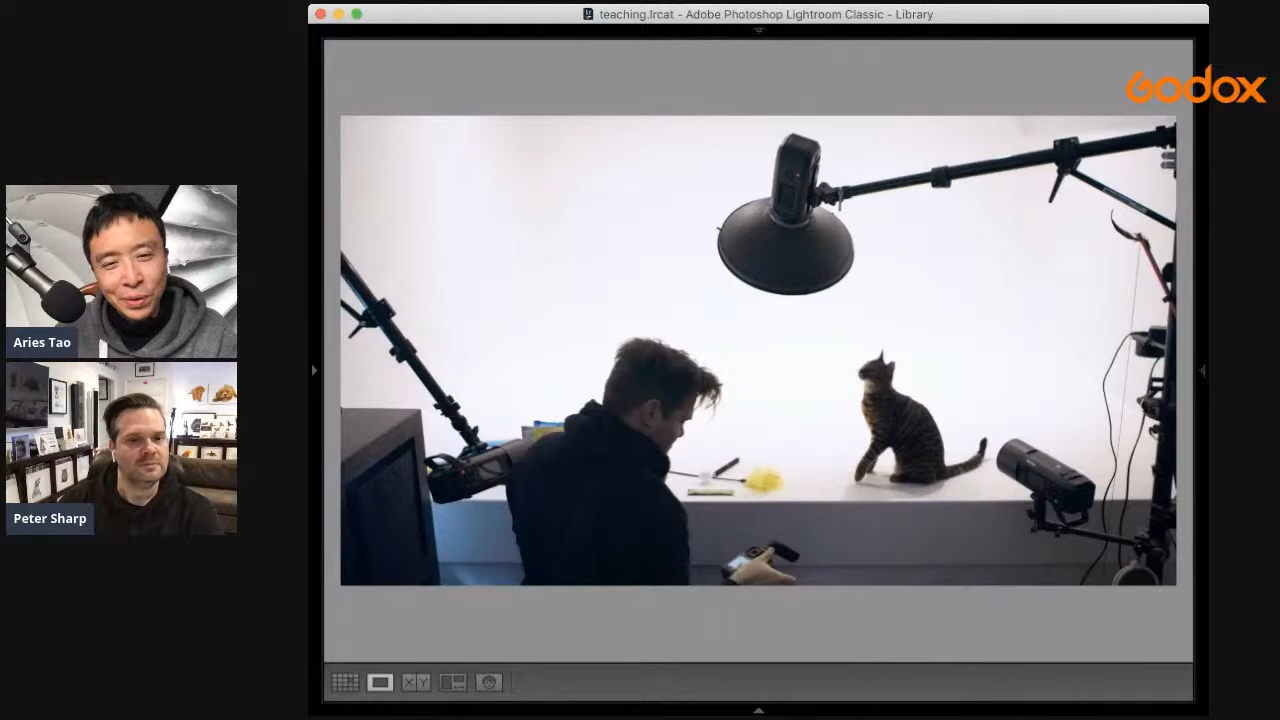 teaching.lrcat - Adobe Photoshop Lightroom Classic - Library
Godox
Aries Tao
Peter Sharp
X Y